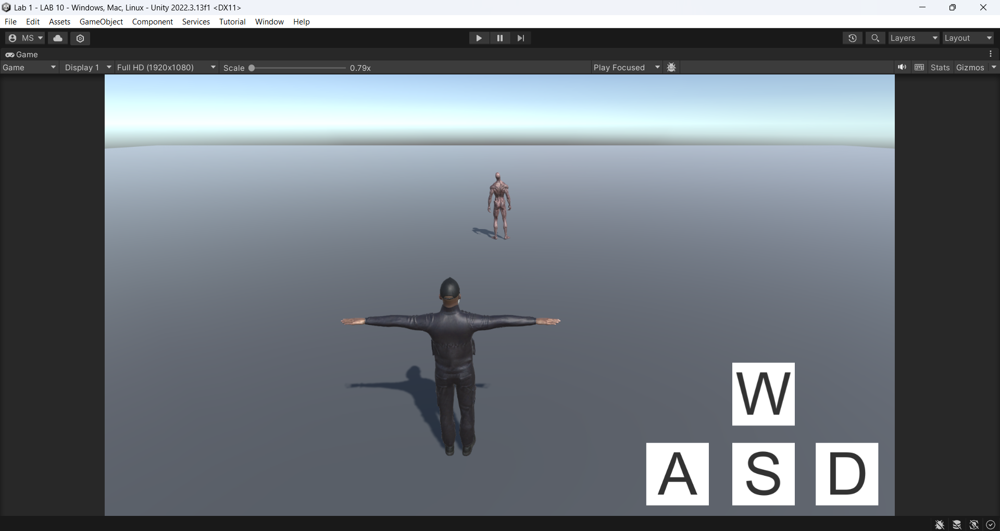 Lab 1 - LAB 10 - Windows, Mac, Linux - Unity 2022.3.13f1 <DX11>
File Edit Assets GameObject Component Services Tutorial Window Help
MS Layers Layout
Game
Game Display 1 Full HD (1920x1080) Scale 0.79x Play Focused Stats Gizmos
W
A S D